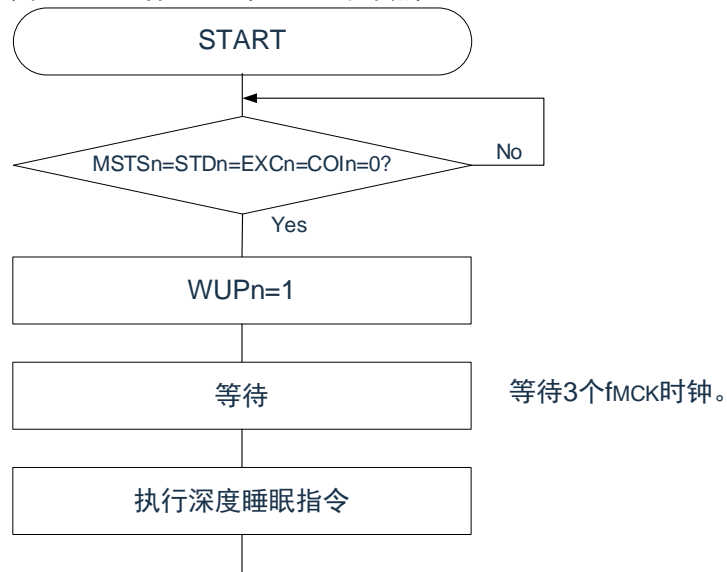 START
MSTSn=STDn=EXCn=COIn=0?
No
Yes
WUPn=1
等待
等待3个fMCK时钟。
执行深度睡眠指令